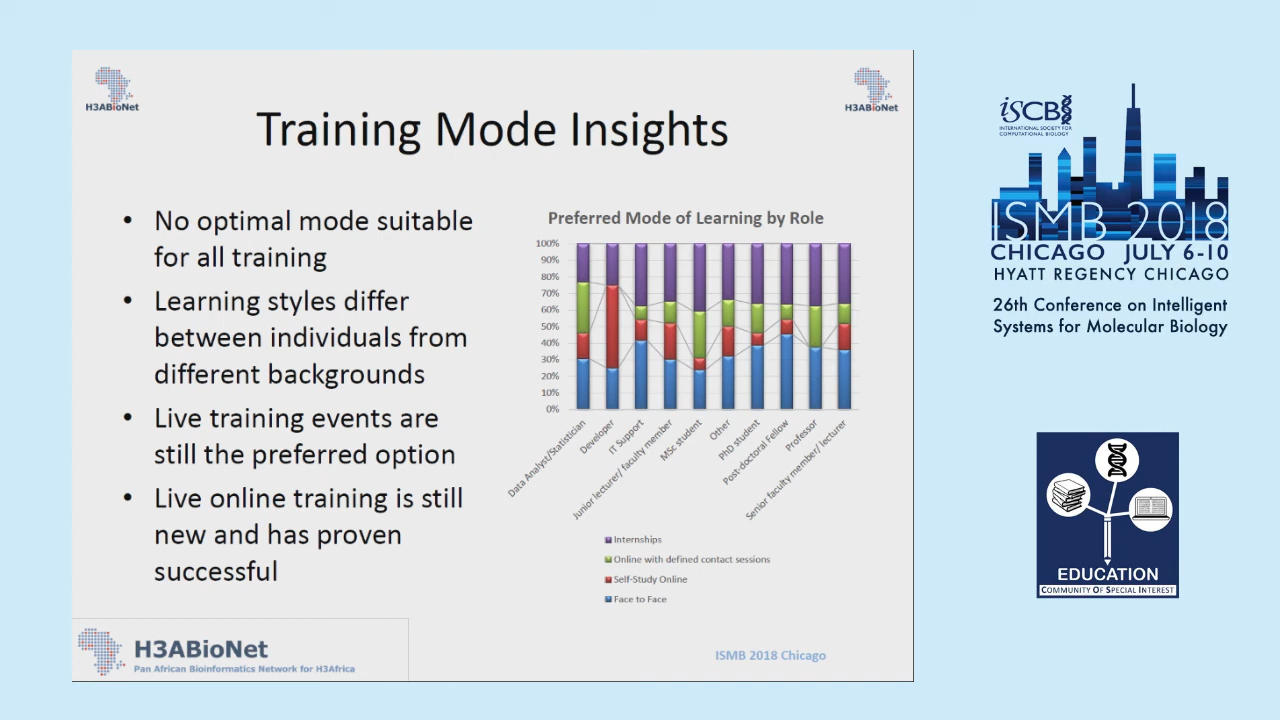 H3ABioNet
H3ABioNet
Training Mode Insights
• No optimal mode suitable
for all training
• Learning styles differ
between individuals from
different backgrounds
• Live training events are
still the preferred option
• Live online training is still
new and has proven
successful
Preferred Mode of Learning by Role
100%
90%
80%
70%
60%
50%
40%
30%
20%
10%
0%
Data Analyst/Statistician
Developer
IT Support
Junior lecturer/ faculty member
MSc student
Other
PhD student
Post-doctoral Fellow
Professor
Senior faculty member/ lecturer
Internships
Online with defined contact sessions
Self-Study Online
Face to Face
H3ABioNet
Pan African Bioinformatics Network for H3Africa
ISMB 2018 Chicago
iSCB
INTERNATIONAL SOCIETY FOR
COMPUTATIONAL BIOLOGY
ISMB 2018
CHICAGO JULY 6-10
HYATT REGENCY CHICAGO
26th Conference on Intelligent
Systems for Molecular Biology
EDUCATION
COMMUNITY OF SPECIAL INTEREST